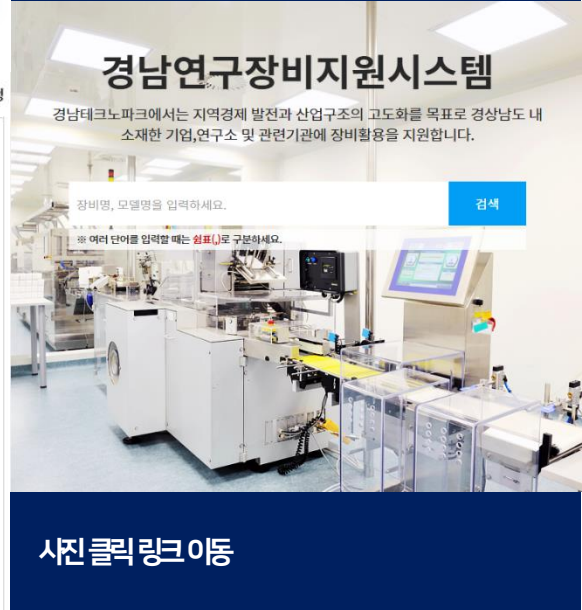 경남연구장비지원시스템
경남테크노파크에서는 지역경제 발전과 산업구조의 고도화를 목표로 경상남도 내
소재한 기업,연구소 및 관련기관에 장비활용을 지원합니다.
장비명, 모델명을 입력하세요.
검색
※ 여러 단어를 입력할 때는 쉼표(,)로 구분하세요.
사진 클릭 링크 이동